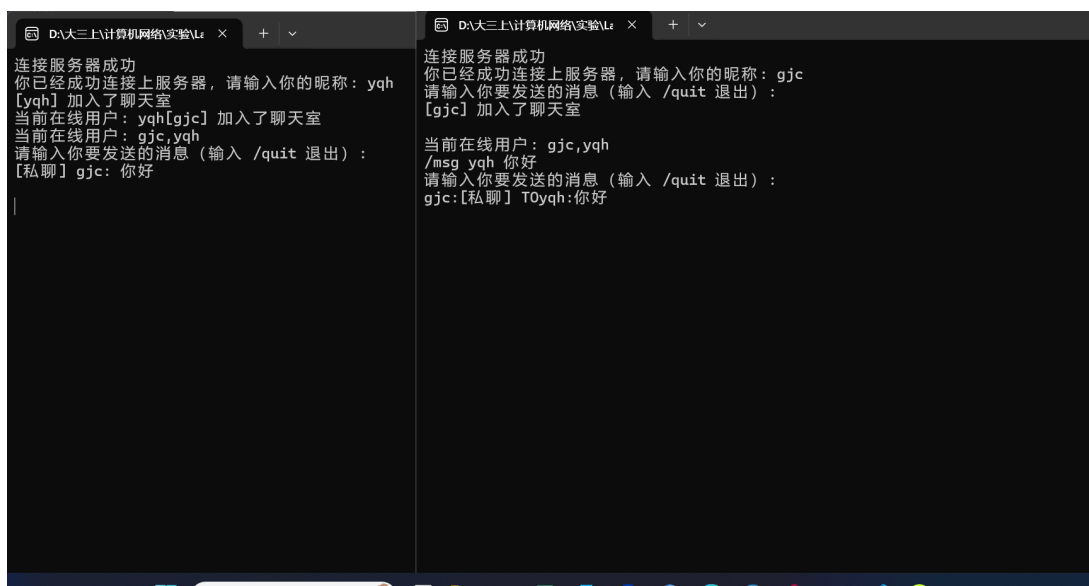 D:\大三上\计算机网络\实验\La
连接服务器成功
你已经成功连接上服务器，请输入你的昵称：yqh
[yqh] 加入了聊天室
当前在线用户：yqh[gjc] 加入了聊天室
当前在线用户：gjc,yqh
请输入你要发送的消息（输入 /quit 退出）：
[私聊] gjc: 你好
D:\大三上\计算机网络\实验\La
连接服务器成功
你已经成功连接上服务器，请输入你的昵称：gjc
请输入你要发送的消息（输入 /quit 退出）：
[gjc] 加入了聊天室
当前在线用户：gjc,yqh
/msg yqh 你好
请输入你要发送的消息（输入 /quit 退出）：
gjc:[私聊] TOyqh:你好